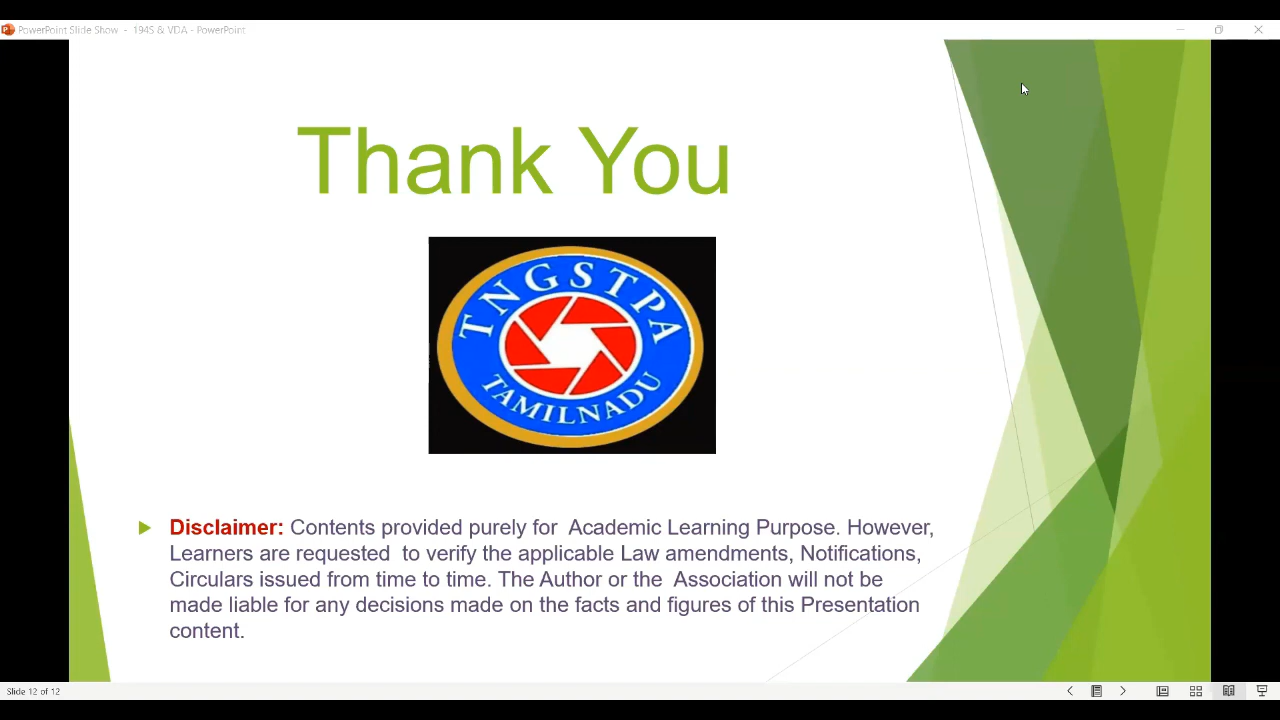 PowerPoint Slide Show - 194S & VDA - PowerPoint
Thank You
TNGSTPA
TAMILNADU
Disclaimer: Contents provided purely for Academic Learning Purpose. However,
Learners are requested to verify the applicable Law amendments, Notifications,
Circulars issued from time to time. The Author or the Association will not be
made liable for any decisions made on the facts and figures of this Presentation
content.
Slide 12 of 12